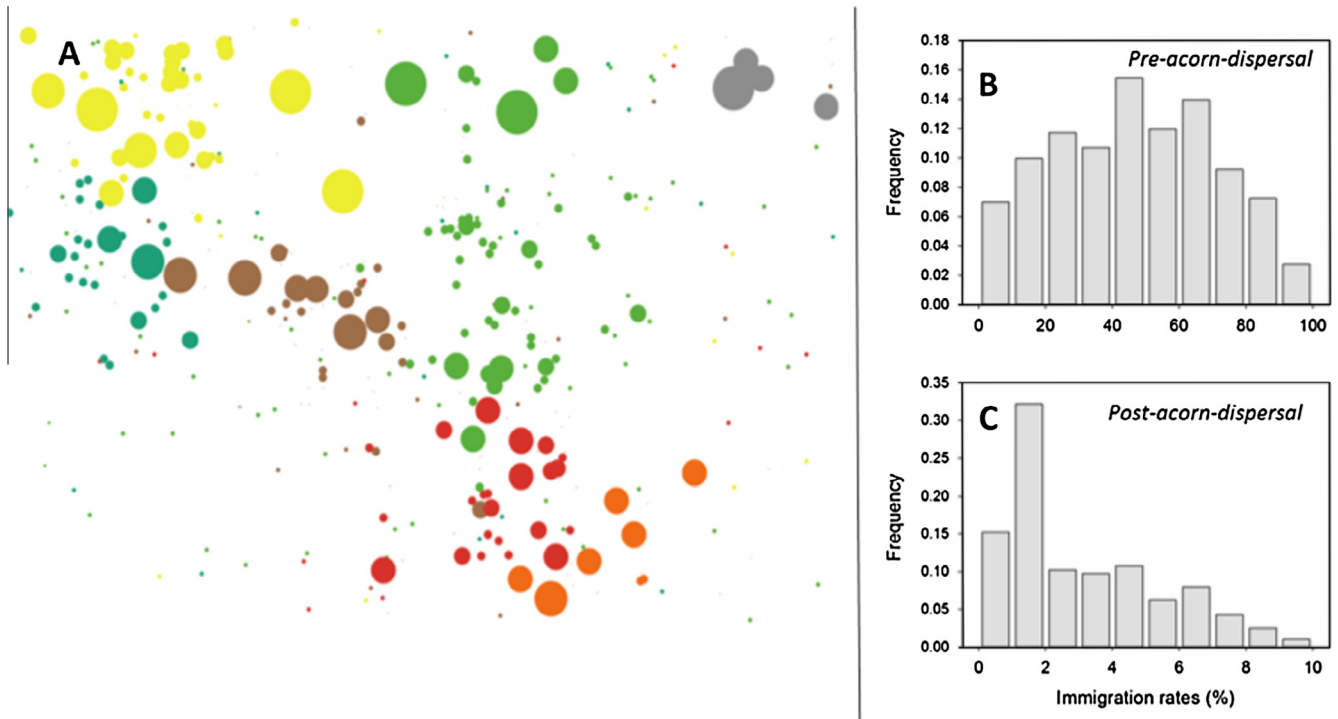 A
B
Pre-acorn-dispersal
Frequency
0.18
0.16
0.14
0.12
0.10
0.08
0.06
0.04
0.02
0.00
0 20 40 60 80 100
C
Post-acorn-dispersal
Frequency
0.35
0.30
0.25
0.20
0.15
0.10
0.05
0.00
0 2 4 6 8 10
Immigration rates (%)